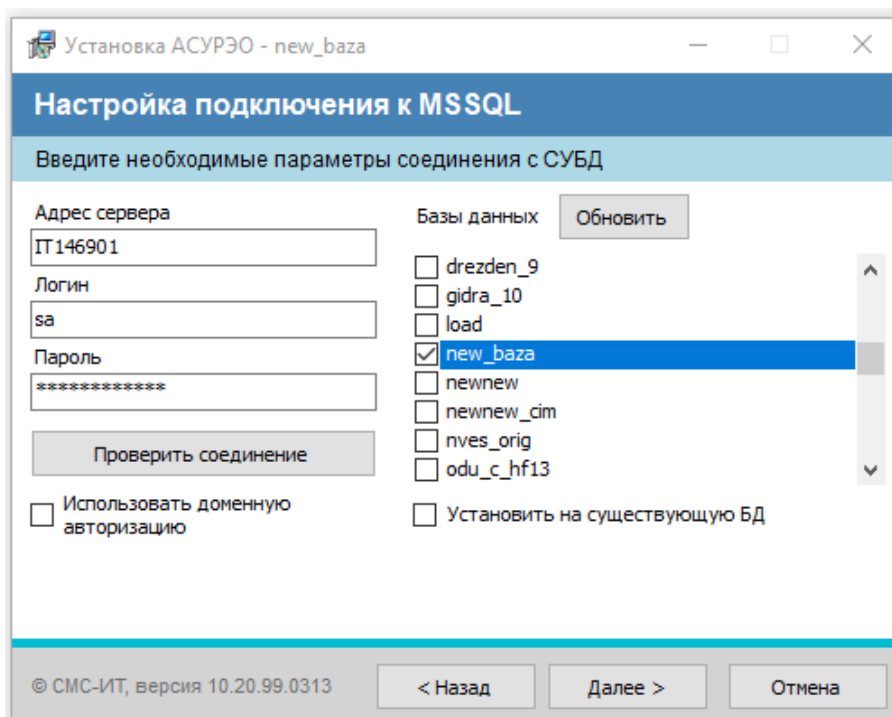 Установка АСУРЭО - new_baza
Настройка подключения к MSSQL
Введите необходимые параметры соединения с СУБД
Адрес сервера
IT146901
Логин
sa
Пароль
************
Проверить соединение
Использовать доменную
авторизацию
Базы данных
Обновить
drezden_9
gidra_10
load
new_baza
newnew
newnew_cim
nves_orig
odu_c_hf13
Установить на существующую БД
© СМС-ИТ, версия 10.20.99.0313
< Назад
Далее >
Отмена